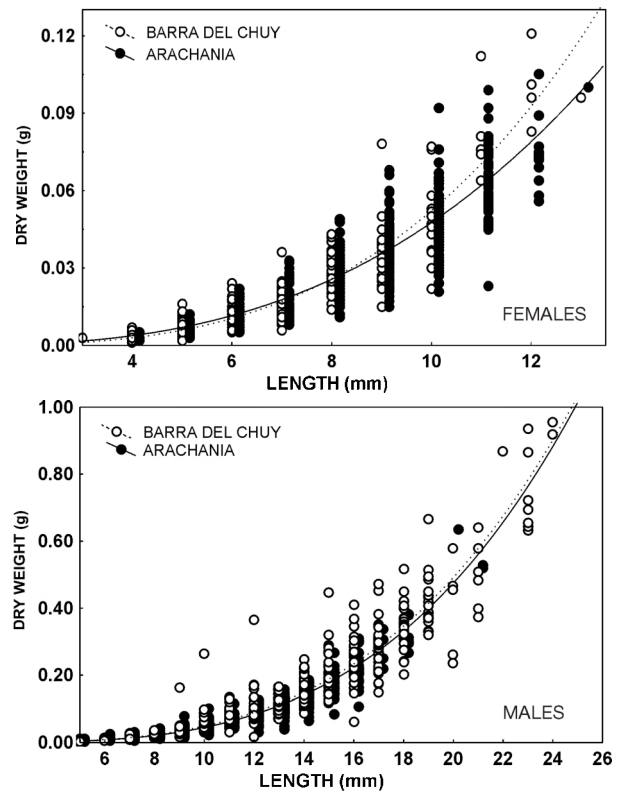 0.12
0.09
0.06
0.03
0.00
DRY WEIGHT (g)
BARRA DEL CHUY
ARACHANIA
FEMALES
4 6 8 10 12
LENGTH (mm)
1.00
0.80
0.60
0.40
0.20
0.00
DRY WEIGHT (g)
BARRA DEL CHUY
ARACHANIA
MALES
6 8 10 12 14 16 18 20 22 24 26
LENGTH (mm)